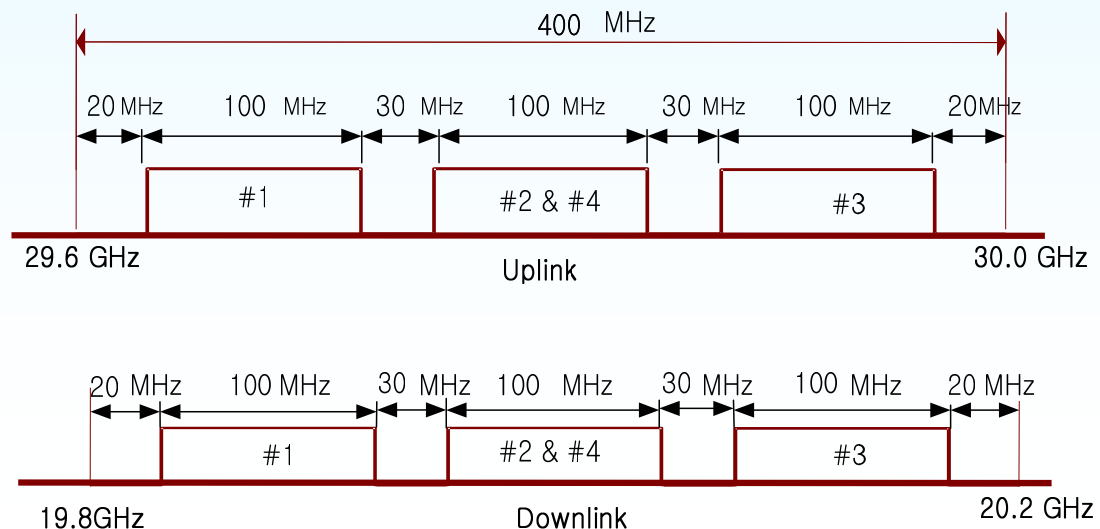 400 MHz
20 MHz 100 MHz 30 MHz 100 MHz 30 MHz 100 MHz 20MHz
#1 #2 & #4 #3
29.6 GHz 30.0 GHz
Uplink
20 MHz 100 MHz 30 MHz 100 MHz 30 MHz 100 MHz 20 MHz
#1 #2 & #4 #3
19.8GHz 20.2 GHz
Downlink